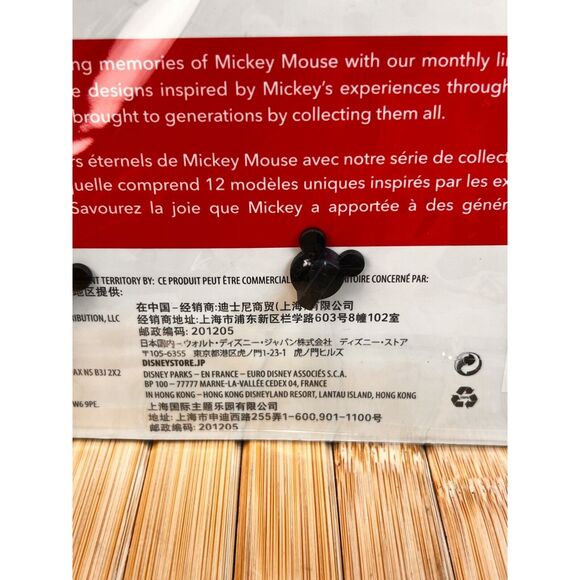 ng memories of Mickey Mouse with our monthly li
e designs inspired by Mickey's experiences through
brought to generations by collecting them all.
rs éternels de Mickey Mouse avec notre série de collect
quelle comprend 12 modèles uniques inspirés par les ex
Savourez la joie que Mickey a apportée à des génér
NT TERRITORY BY: CE PRODUIT PEUT ÊTRE COMMERCIAL ITOIRE CONCERNÉ PAR:
地区提供:
在中国-经销商:迪士尼商贸(上海)有限公司
RIBUTION, LLC
经销商地址:上海市浦东新区栏学路603号8幢102室
邮政编码: 201205
日本国内-ウォルト・ディズニー・ジャパン株式会社 ディズニー・ストア
〒105-6355 東京都港区虎ノ門1-23-1 虎ノ門ヒルズ
DISNEYSTORE.JP
AX NS B3J 2X2
DISNEY PARKS – EN FRANCE – EURO DISNEY ASSOCIÉS S.C.A.
BP 100 – 77777 MARNE-LA-VALLÉE CEDEX 04, FRANCE
IN HONG KONG – HONG KONG DISNEYLAND RESORT, LANTAU ISLAND, HONG KONG
W6 9PE.
上海国际主题乐园有限公司
地址: 上海市申迪西路255弄1-600,901-1100号
邮政编码: 201205